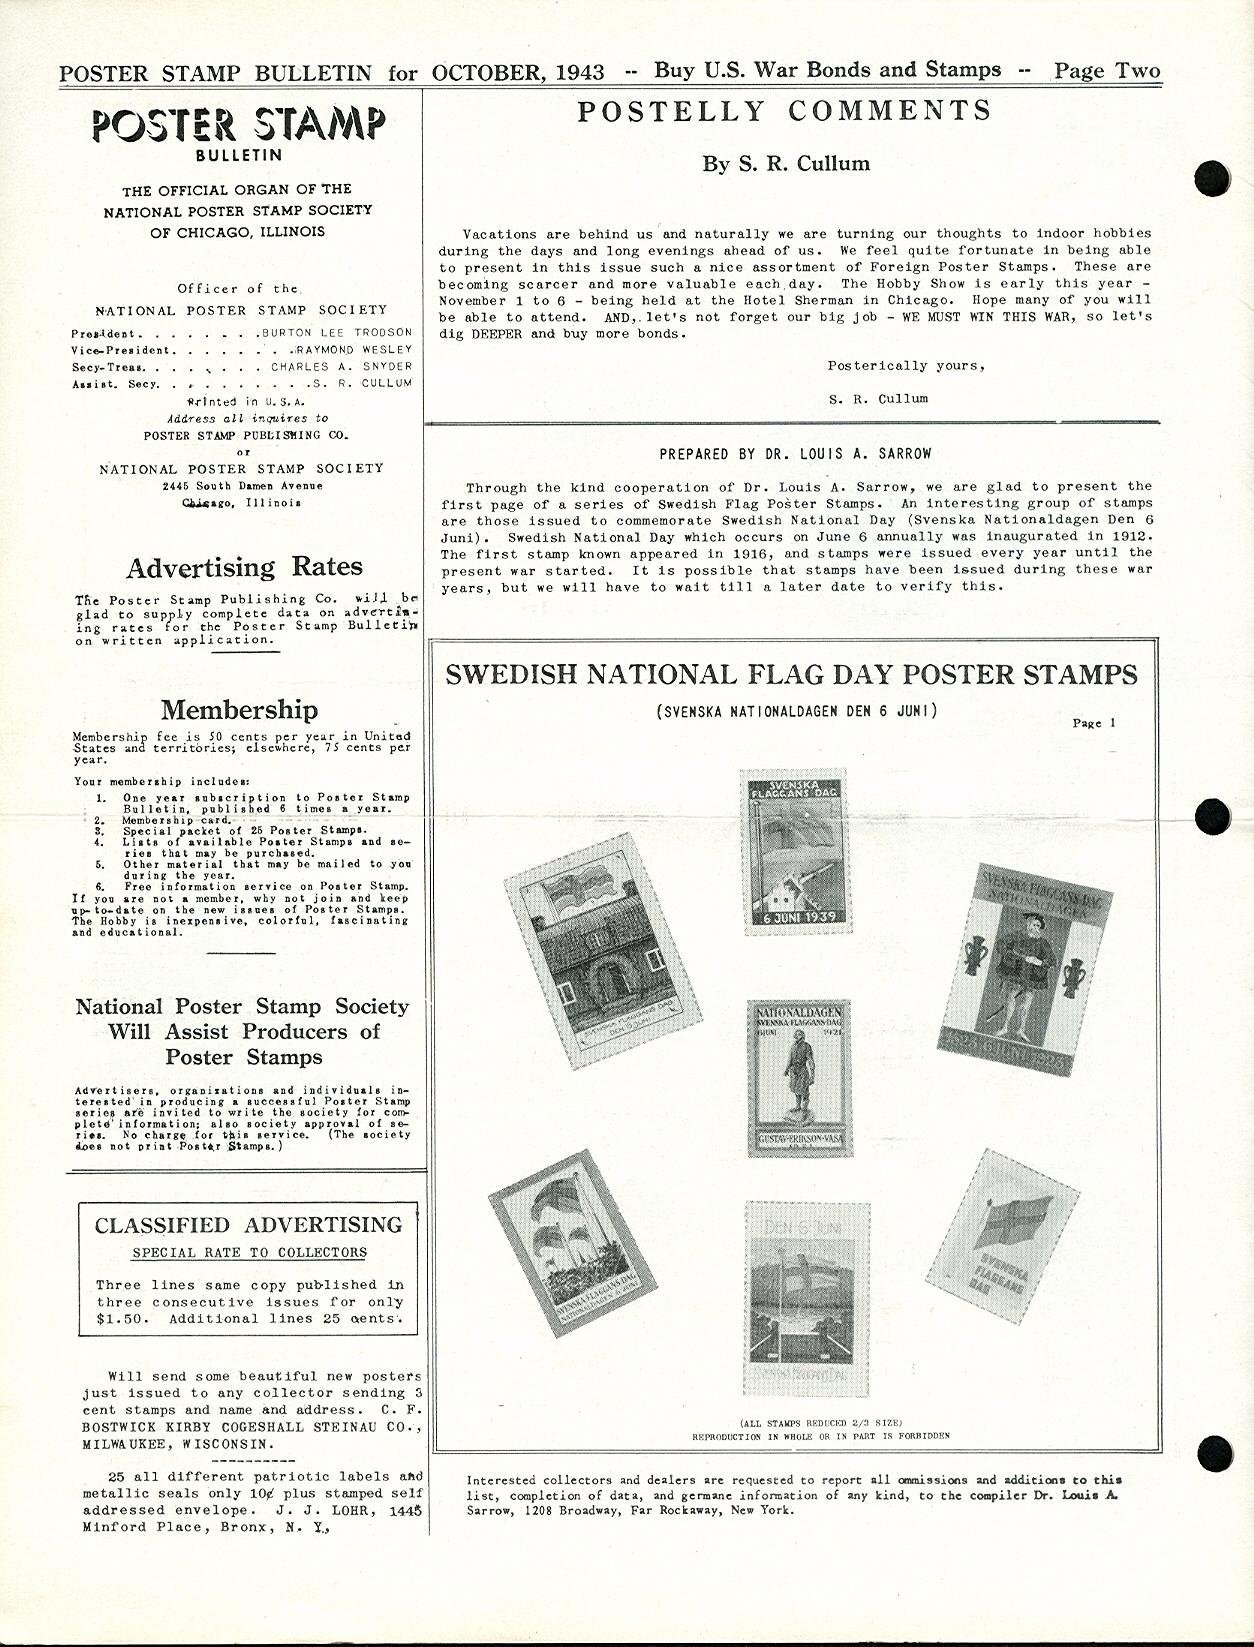 POSTER STAMP BULLETIN for OCTOBER, 1943 -- Buy U.S. War Bonds and Stamps -- Page Two
POSTER STAMP
BULLETIN
THE OFFICIAL ORGAN OF THE
NATIONAL POSTER STAMP SOCIETY
OF CHICAGO, ILLINOIS
Officer of the
NATIONAL POSTER STAMP SOCIETY
President. . . . . . . . .BURTON LEE TRODSON
Vice-President. . . . . . . . .RAYMOND WESLEY
Secy-Treas. . . . . . . . . CHARLES A. SNYDER
Assist. Secy. . . . . . . . . . .S. R. CULLUM
Printed in U.S.A.
Address all inquires to
POSTER STAMP PUBLISHING CO.
or
NATIONAL POSTER STAMP SOCIETY
2445 South Damen Avenue
Chicago, Illinois
Advertising Rates
The Poster Stamp Publishing Co. will be
glad to supply complete data on advertis-
ing rates for the Poster Stamp Bulletin
on written application.
Membership
Membership fee is 50 cents per year in United
States and territories; elsewhere, 75 cents per
year.
Your membership includes:
1. One year subscription to Poster Stamp
Bulletin, published 6 times a year.
2. Membership card.
3. Special packet of 25 Poster Stamps.
4. Lists of available Poster Stamps and se-
ries that may be purchased.
5. Other material that may be mailed to you
during the year.
6. Free information service on Poster Stamp.
If you are not a member, why not join and keep
up-to-date on the new issues of Poster Stamps.
The Hobby is inexpensive, colorful, fascinating
and educational.
National Poster Stamp Society
Will Assist Producers of
Poster Stamps
Advertisers, organizations and individuals in-
terested in producing a successful Poster Stamp
series are invited to write the society for com-
plete information; also society approval of se-
ries. No charge for this service. (The society
does not print Poster Stamps.)
CLASSIFIED ADVERTISING
SPECIAL RATE TO COLLECTORS
Three lines same copy published in
three consecutive issues for only
$1.50. Additional lines 25 cents.
Will send some beautiful new posters
just issued to any collector sending 3
cent stamps and name and address. C. F.
BOSTWICK KIRBY COGESHALL STEINAU CO.,
MILWAUKEE, WISCONSIN.
----------
25 all different patriotic labels and
metallic seals only 10¢ plus stamped self
addressed envelope. J. J. LOHR, 1445
Minford Place, Bronx, N. Y.,
POSTELLY COMMENTS
By S. R. Cullum
Vacations are behind us and naturally we are turning our thoughts to indoor hobbies
during the days and long evenings ahead of us. We feel quite fortunate in being able
to present in this issue such a nice assortment of Foreign Poster Stamps. These are
becoming scarcer and more valuable each day. The Hobby Show is early this year -
November 1 to 6 - being held at the Hotel Sherman in Chicago. Hope many of you will
be able to attend. AND, let's not forget our big job - WE MUST WIN THIS WAR, so let's
dig DEEPER and buy more bonds.
Posterically yours,
S. R. Cullum
PREPARED BY DR. LOUIS A. SARROW
Through the kind cooperation of Dr. Louis A. Sarrow, we are glad to present the
first page of a series of Swedish Flag Poster Stamps. An interesting group of stamps
are those issued to commemorate Swedish National Day (Svenska Nationaldagen Den 6
Juni). Swedish National Day which occurs on June 6 annually was inaugurated in 1912.
The first stamp known appeared in 1916, and stamps were issued every year until the
present war started. It is possible that stamps have been issued during these war
years, but we will have to wait till a later date to verify this.
SWEDISH NATIONAL FLAG DAY POSTER STAMPS
(SVENSKA NATIONALDAGEN DEN 6 JUNI)
Page 1
SVENSKA
FLAGGANS DAG
6 JUNI 1939
SVENSKA FLAGGANS DAG
DEN 6 JUNI
SVENSKA FLAGGANS DAG
NATIONALDAGEN
6 JUNI
NATIONALDAGEN
SVENSKA FLAGGANS DAG
6 JUNI 1921
GUSTAV ERIKSON VASA
SVENSKA FLAGGANS DAG
NATIONALDAGEN 6 JUNI
DEN 6 JUNI
SVENSKA
FLAGGANS
DAG
(ALL STAMPS REDUCED 2/3 SIZE)
REPRODUCTION IN WHOLE OR IN PART IS FORBIDDEN
Interested collectors and dealers are requested to report all ommissions and additions to this
list, completion of data, and germane information of any kind, to the compiler Dr. Louis A.
Sarrow, 1208 Broadway, Far Rockaway, New York.